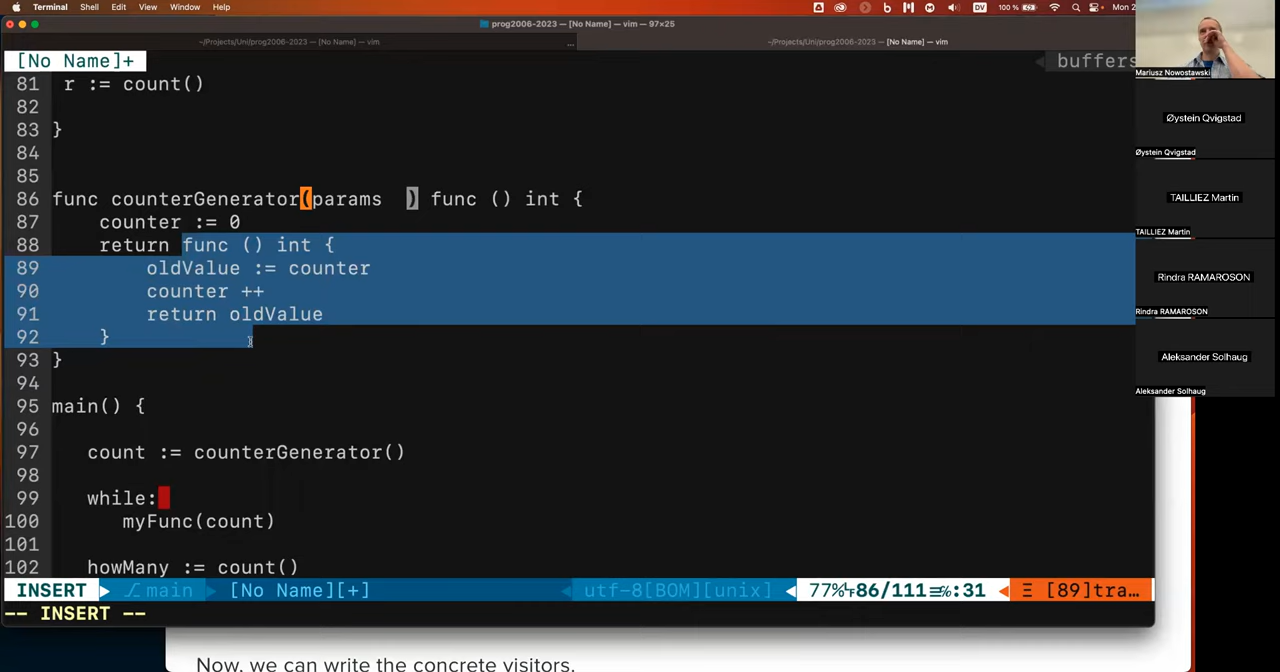 Terminal Shell Edit View Window Help
100 % Mon 2
prog2006-2023 — [No Name] — vim — 97×25
~/Projects/Uni/prog2006-2023 — [No Name] — vim ... ~/Projects/Uni/prog2006-2023 — [No Name] — vim
[No Name]+ buffers
81 r := count()
82
83 }
84
85
86 func counterGenerator(params ) func () int {
87 counter := 0
88 return func () int {
89 oldValue := counter
90 counter ++
91 return oldValue
92 }
93 }
94
95 main() {
96
97 count := counterGenerator()
98
99 while:
100 myFunc(count)
101
102 howMany := count()
INSERT main [No Name][+] utf-8[BOM][unix] 77% 86/111 :31 [89]tra…
-- INSERT --
Now, we can write the concrete visitors.
Mariusz Nowostawski
Øystein Qvigstad
Øystein Qvigstad
TAILLIEZ Martin
TAILLIEZ Martin
Rindra RAMAROSON
Rindra RAMAROSON
Aleksander Solhaug
Aleksander Solhaug